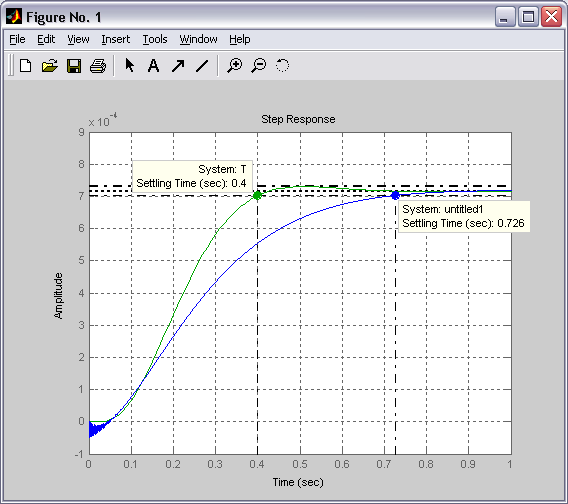 Figure No. 1
File Edit View Insert Tools Window Help
x 10⁻⁴
Step Response
9
8
7
6
5
4
3
2
1
0
-1
System: T
Settling Time (sec): 0.4
System: untitled1
Settling Time (sec): 0.726
Amplitude
0 0.1 0.2 0.3 0.4 0.5 0.6 0.7 0.8 0.9 1
Time (sec)